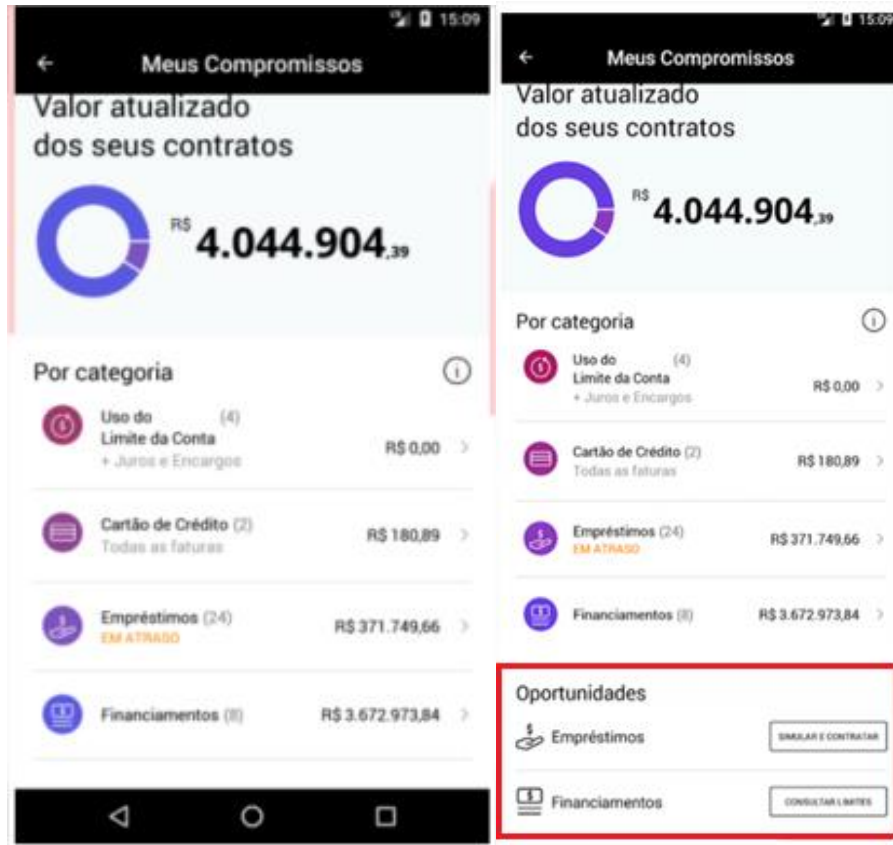 15:09
Meus Compromissos
Valor atualizado
dos seus contratos
R$ 4.044.904,39
Por categoria
Uso do (4)
Limite da Conta
+ Juros e Encargos
R$ 0,00
Cartão de Crédito (2)
Todas as faturas
R$ 180,89
Empréstimos (24)
EM ATRASO
R$ 371.749,66
Financiamentos (8)
R$ 3.672.973,84
15:09
Meus Compromissos
Valor atualizado
dos seus contratos
R$ 4.044.904,39
Por categoria
Uso do (4)
Limite da Conta
+ Juros e Encargos
R$ 0,00
Cartão de Crédito (2)
Todas as faturas
R$ 180,89
Empréstimos (24)
EM ATRASO
R$ 371.749,66
Financiamentos (8)
R$ 3.672.973,84
Oportunidades
Empréstimos
SIMULAR E CONTRATAR
Financiamentos
CONSULTAR LIMITES